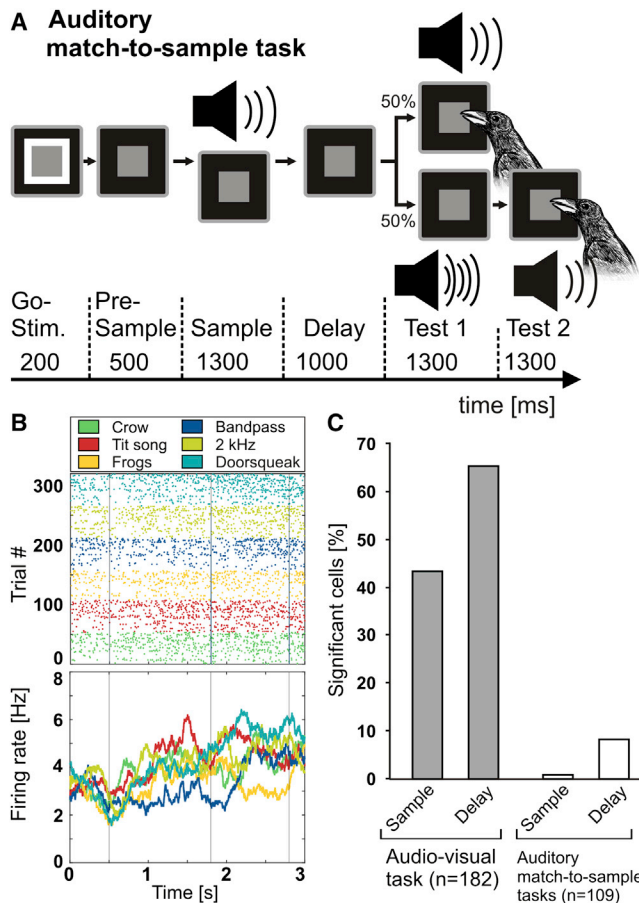 A Auditory
match-to-sample task
50%
50%
Go-
Stim.
200
Pre-
Sample
500
Sample
1300
Delay
1000
Test 1
1300
Test 2
1300
time [ms]
B
Crow
Tit song
Frogs
Bandpass
2 kHz
Doorsqueak
Trial #
300
200
100
0
Firing rate [Hz]
8
6
4
2
0
0 1 2 3
Time [s]
C
Significant cells [%]
70
60
50
40
30
20
10
0
Sample
Delay
Sample
Delay
Audio-visual
task (n=182)
Auditory
match-to-sample
tasks (n=109)